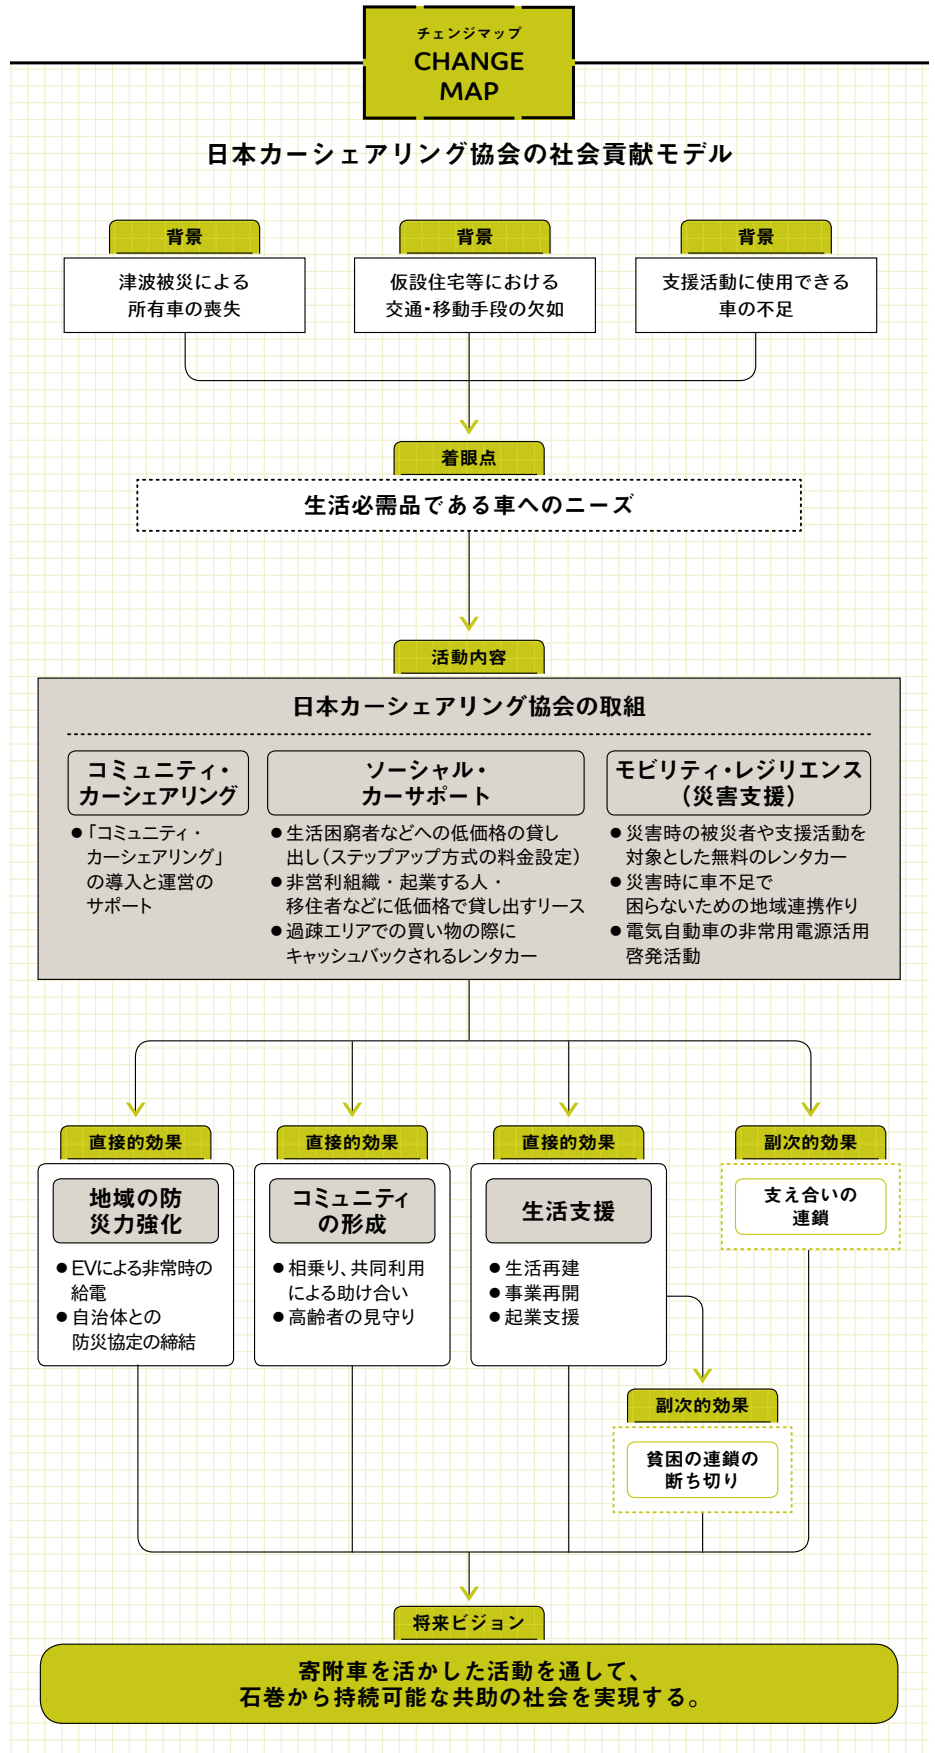 チェンジマップ
CHANGE
MAP
日本カーシェアリング協会の社会貢献モデル
背景
津波被災による
所有車の喪失
背景
仮設住宅等における
交通・移動手段の欠如
背景
支援活動に使用できる
車の不足
着眼点
生活必需品である車へのニーズ
活動内容
日本カーシェアリング協会の取組
コミュニティ・
カーシェアリング
●「コミュニティ・
カーシェアリング」
の導入と運営の
サポート
ソーシャル・
カーサポート
●生活困窮者などへの低価格の貸し
出し（ステップアップ方式の料金設定）
●非営利組織・起業する人・
移住者などに低価格で貸し出すリース
●過疎エリアでの買い物の際に
キャッシュバックされるレンタカー
モビリティ・レジリエンス
（災害支援）
●災害時の被災者や支援活動を
対象とした無料のレンタカー
●災害時に車不足で
困らないための地域連携作り
●電気自動車の非常用電源活用
啓発活動
直接的効果
地域の防
災力強化
●EVによる非常時の
給電
●自治体との
防災協定の締結
直接的効果
コミュニティ
の形成
●相乗り、共同利用
による助け合い
●高齢者の見守り
直接的効果
生活支援
●生活再建
●事業再開
●起業支援
副次的効果
支え合いの
連鎖
副次的効果
貧困の連鎖の
断ち切り
将来ビジョン
寄附車を活かした活動を通して、
石巻から持続可能な共助の社会を実現する。